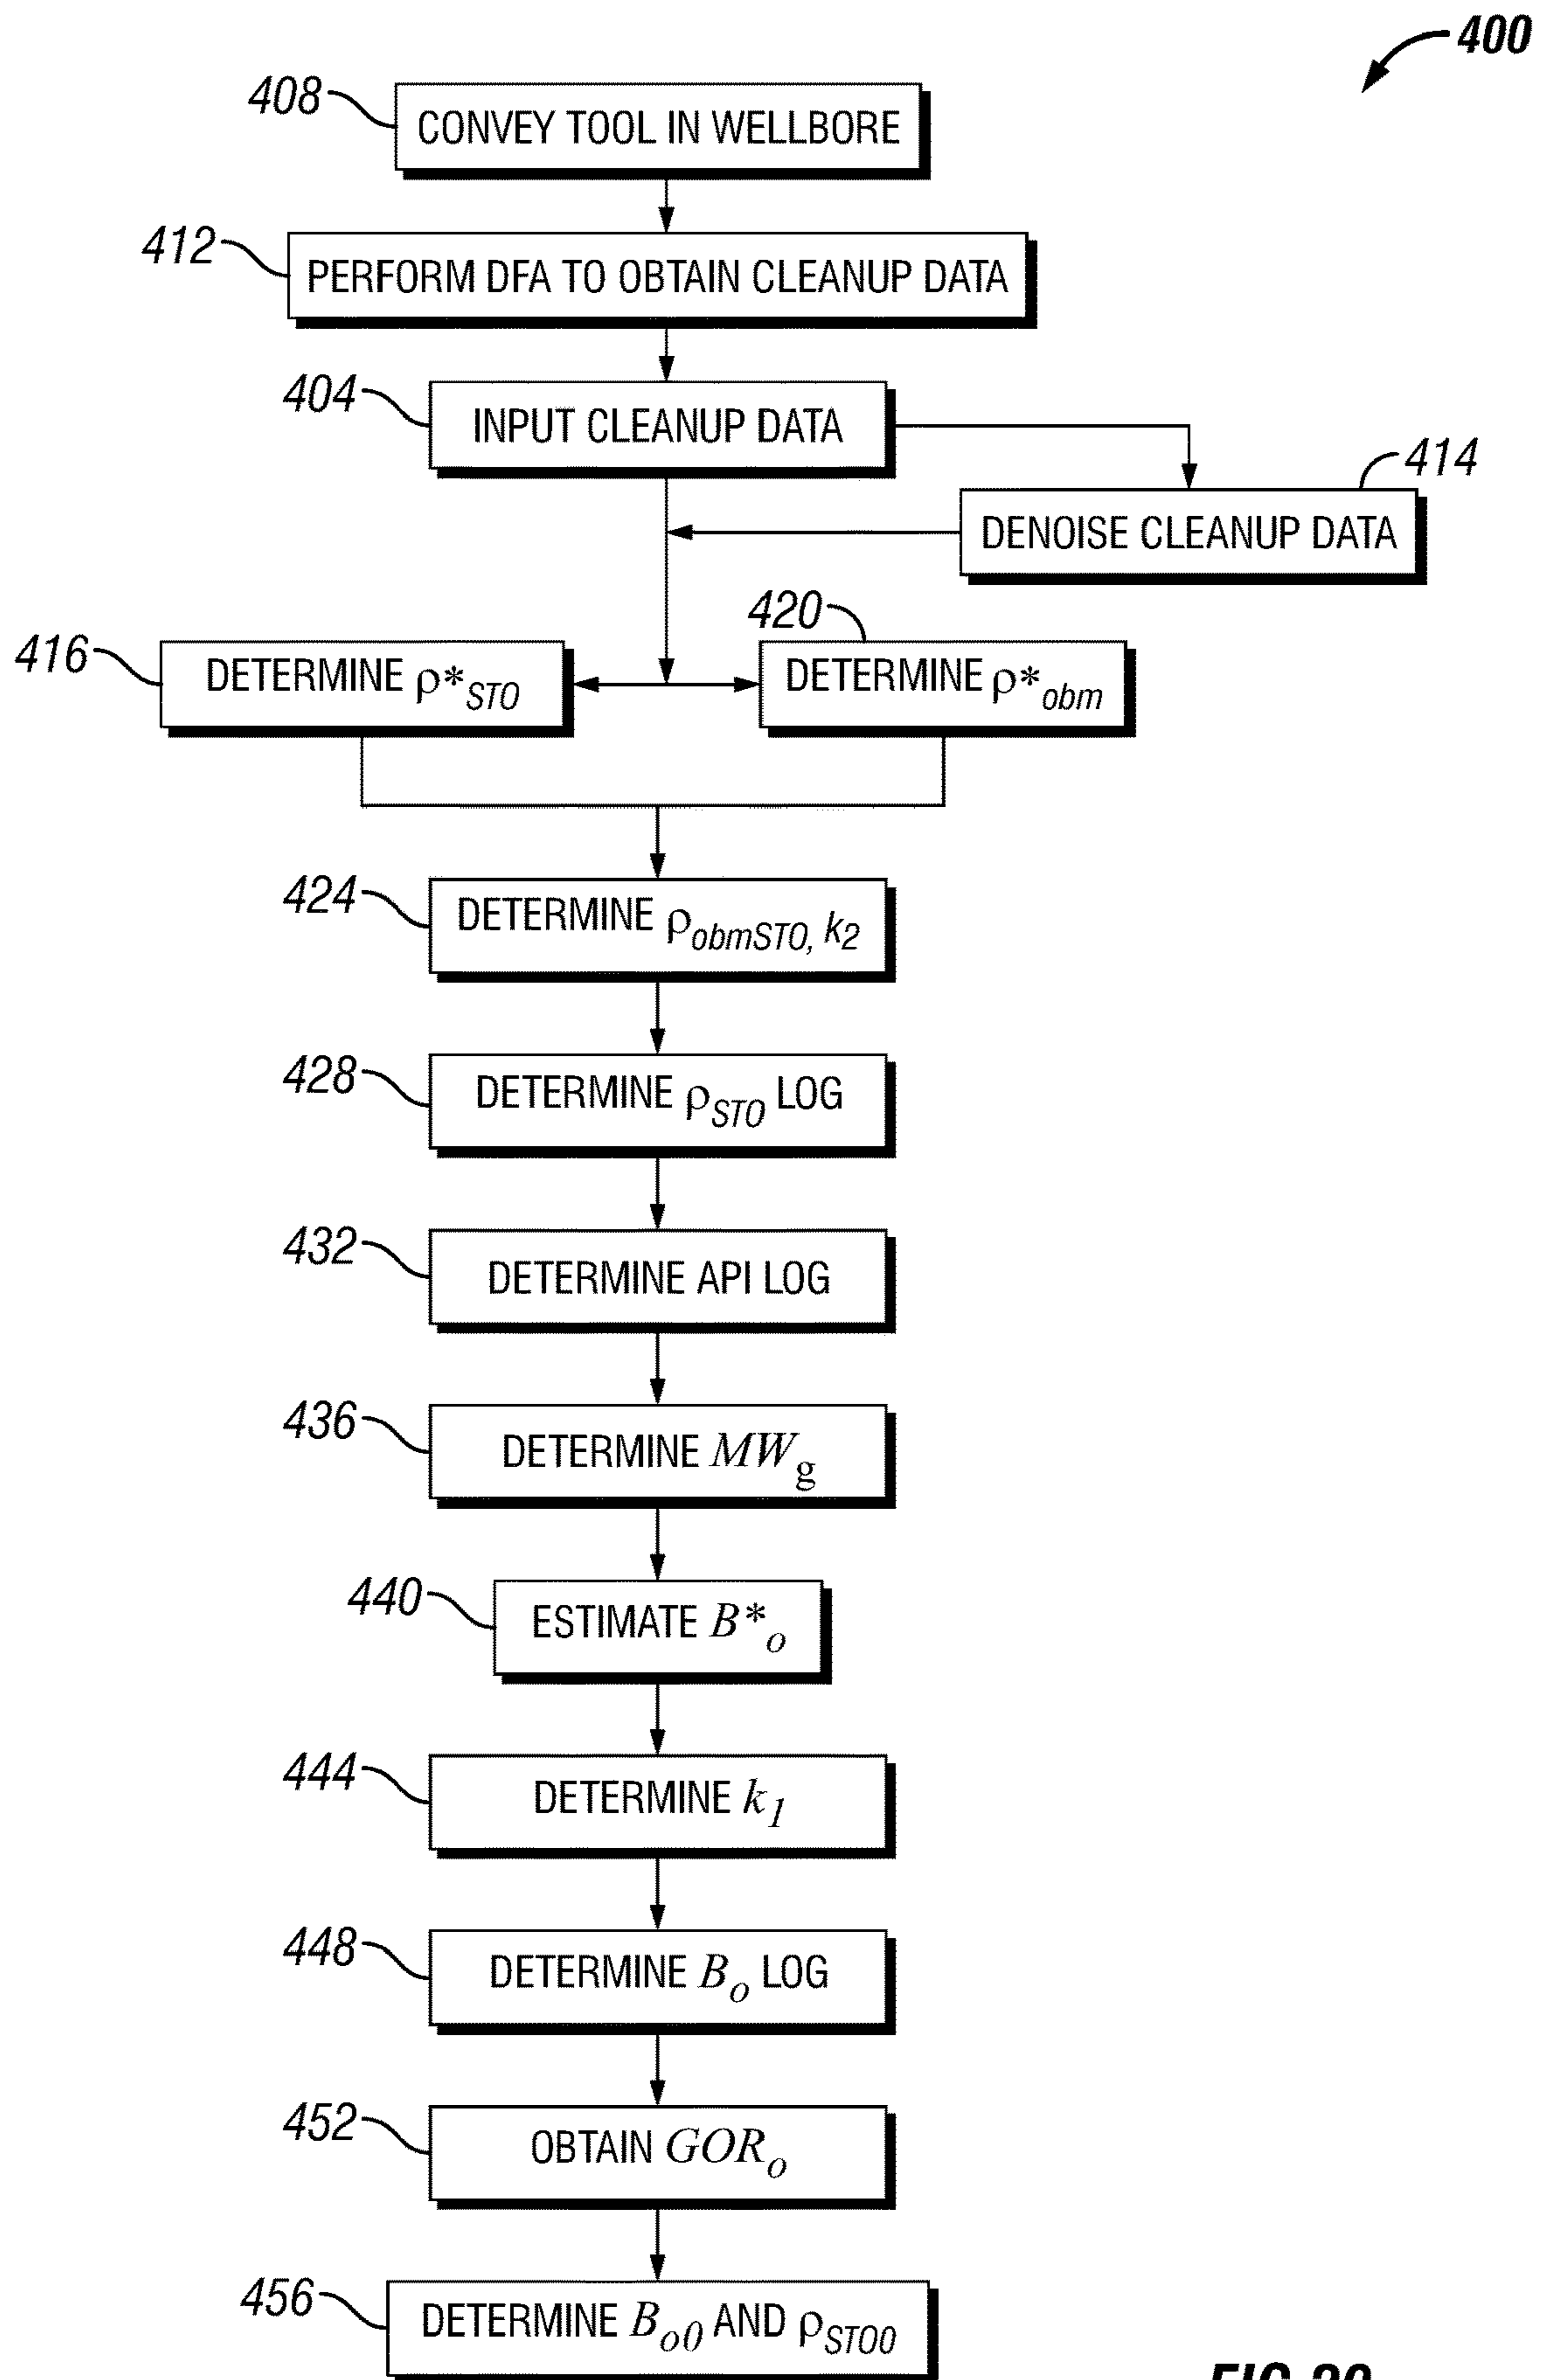 400
408
CONVEY TOOL IN WELLBORE
412
PERFORM DFA TO OBTAIN CLEANUP DATA
404
INPUT CLEANUP DATA
414
DENOISE CLEANUP DATA
416
DETERMINE ρ*STO
420
DETERMINE ρ*obm
424
DETERMINE ρobmSTO, k2
428
DETERMINE ρSTO LOG
432
DETERMINE API LOG
436
DETERMINE MWg
440
ESTIMATE B*o
444
DETERMINE k1
448
DETERMINE Bo LOG
452
OBTAIN GORo
456
DETERMINE Bo0 AND ρSTO0